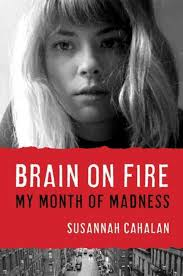 BRAIN ON FIRE
MY MONTH OF MADNESS
SUSANNAH CAHALAN